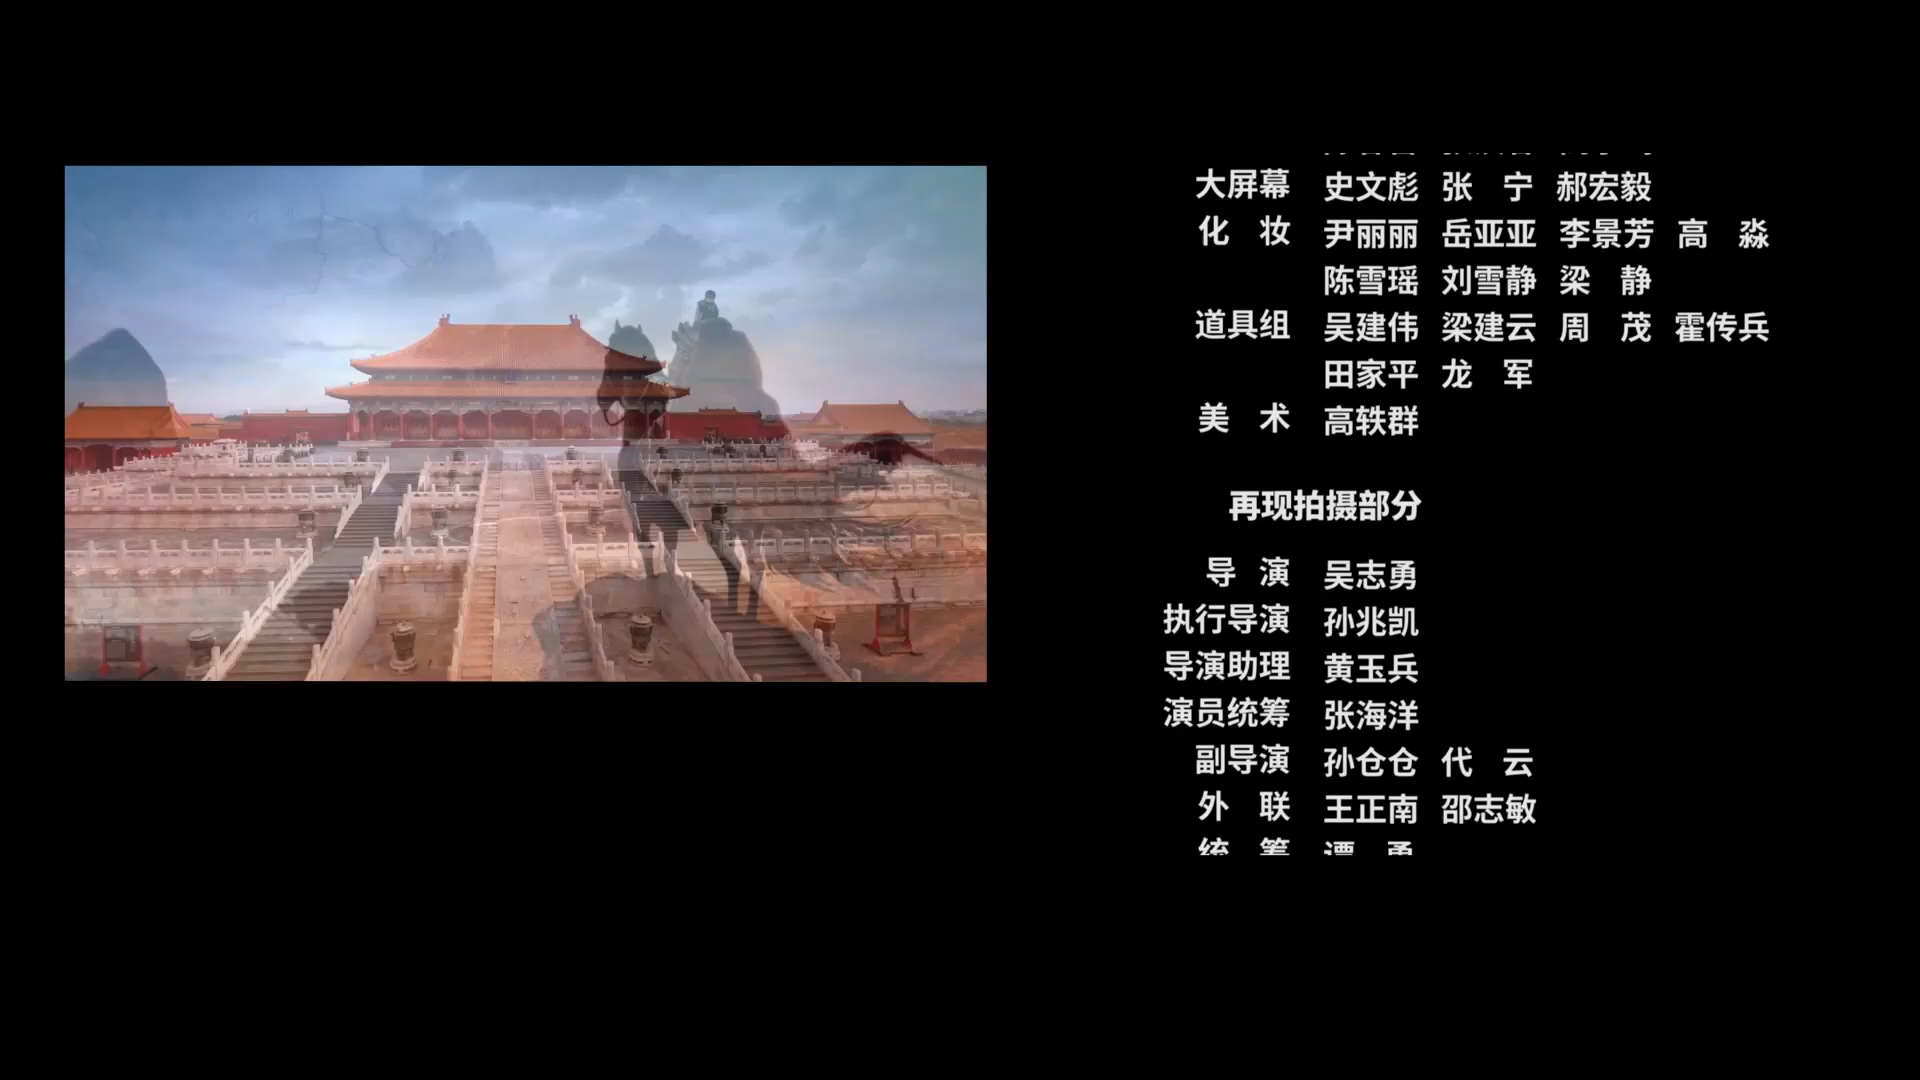 大屏幕 史文彪 张 宁 郝宏毅
化 妆 尹丽丽 岳亚亚 李景芳 高 淼
陈雪瑶 刘雪静 梁 静
道具组 吴建伟 梁建云 周 茂 霍传兵
田家平 龙 军
美 术 高轶群
再现拍摄部分
导 演 吴志勇
执行导演 孙兆凯
导演助理 黄玉兵
演员统筹 张海洋
副导演 孙仓仓 代 云
外 联 王正南 邵志敏
统 筹